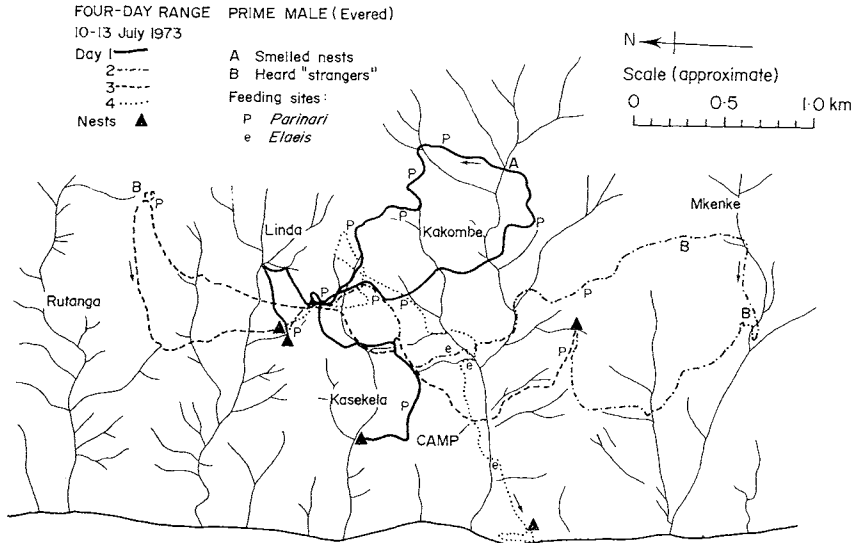 FOUR-DAY RANGE PRIME MALE (Evered)
10-13 July 1973
Day 1
2
3
4
Nests
A Smelled nests
B Heard "strangers"
Feeding sites:
P Parinari
e Elaeis
N
Scale (approximate)
0 0·5 1·0 km
P
P
A
B
P
P
P
P
P
Linda
Kakombe
Mkenke
B
Rutanga
P
P
P
P
P
B
P
e
e
P
Kasekela
P
CAMP
e